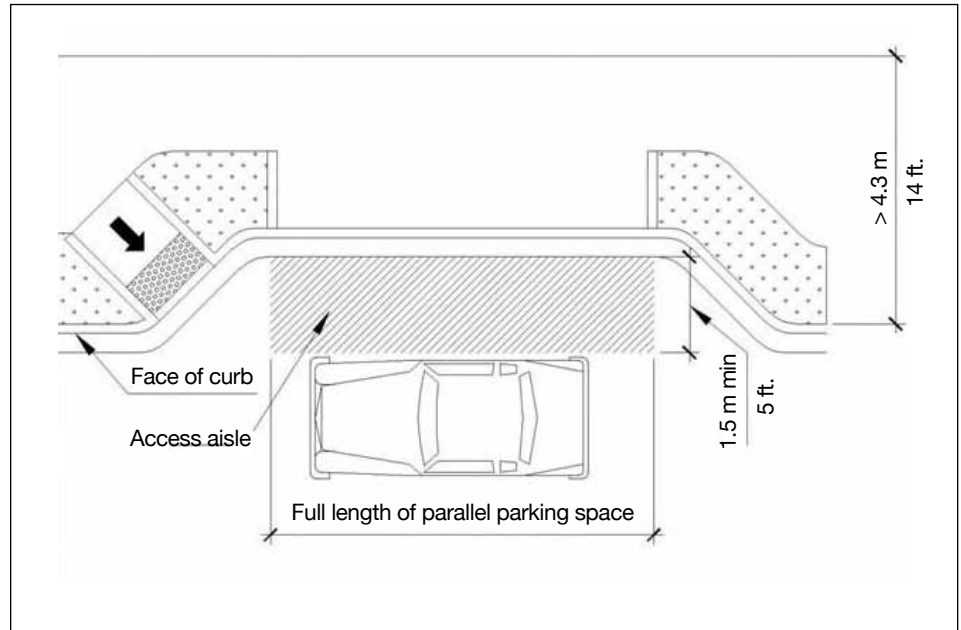 > 4.3 m
14 ft.
Face of curb
Access aisle
1.5 m min
5 ft.
Full length of parallel parking space